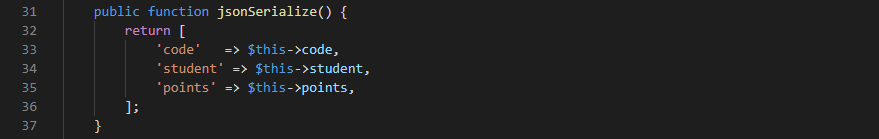 31 public function jsonSerialize() {
32 return [
33 'code' => $this->code,
34 'student' => $this->student,
35 'points' => $this->points,
36 ];
37 }